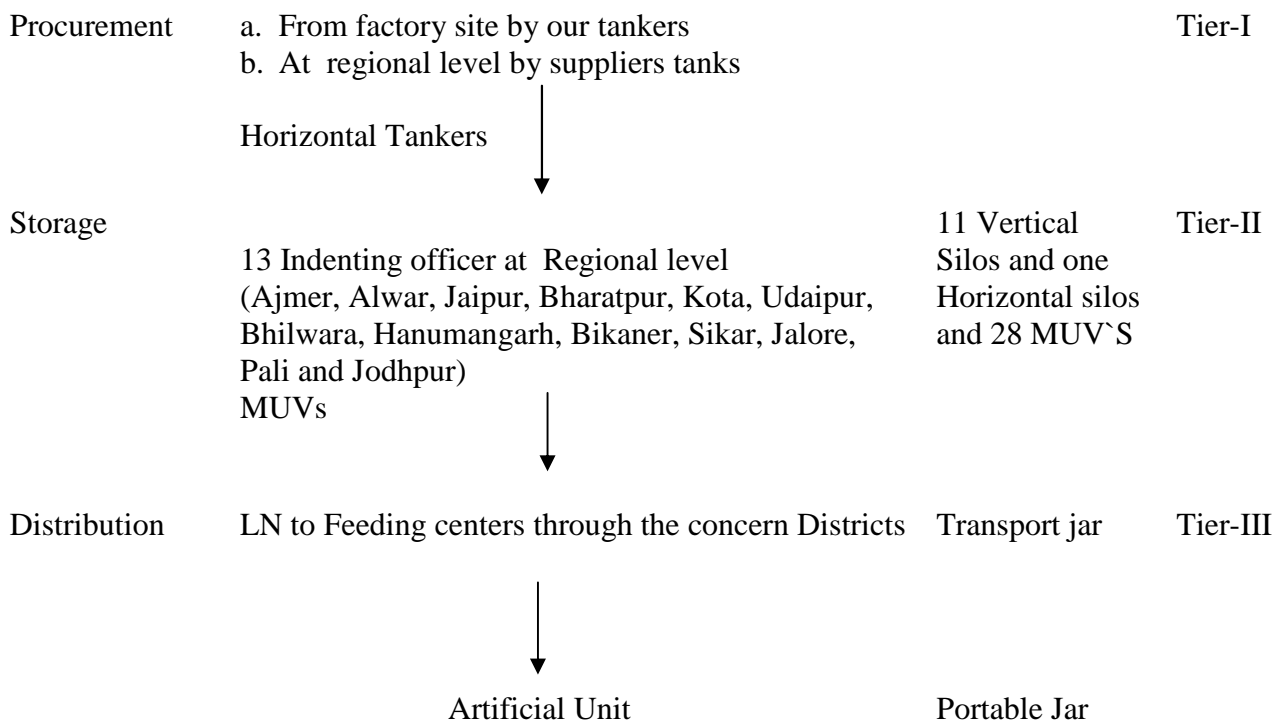 Procurement a. From factory site by our tankers Tier-I
b. At regional level by suppliers tanks
Horizontal Tankers
Storage 11 Vertical Tier-II
13 Indenting officer at Regional level Silos and one
(Ajmer, Alwar, Jaipur, Bharatpur, Kota, Udaipur, Horizontal silos
Bhilwara, Hanumangarh, Bikaner, Sikar, Jalore, and 28 MUV`S
Pali and Jodhpur)
MUVs
Distribution LN to Feeding centers through the concern Districts Transport jar Tier-III
Artificial Unit Portable Jar